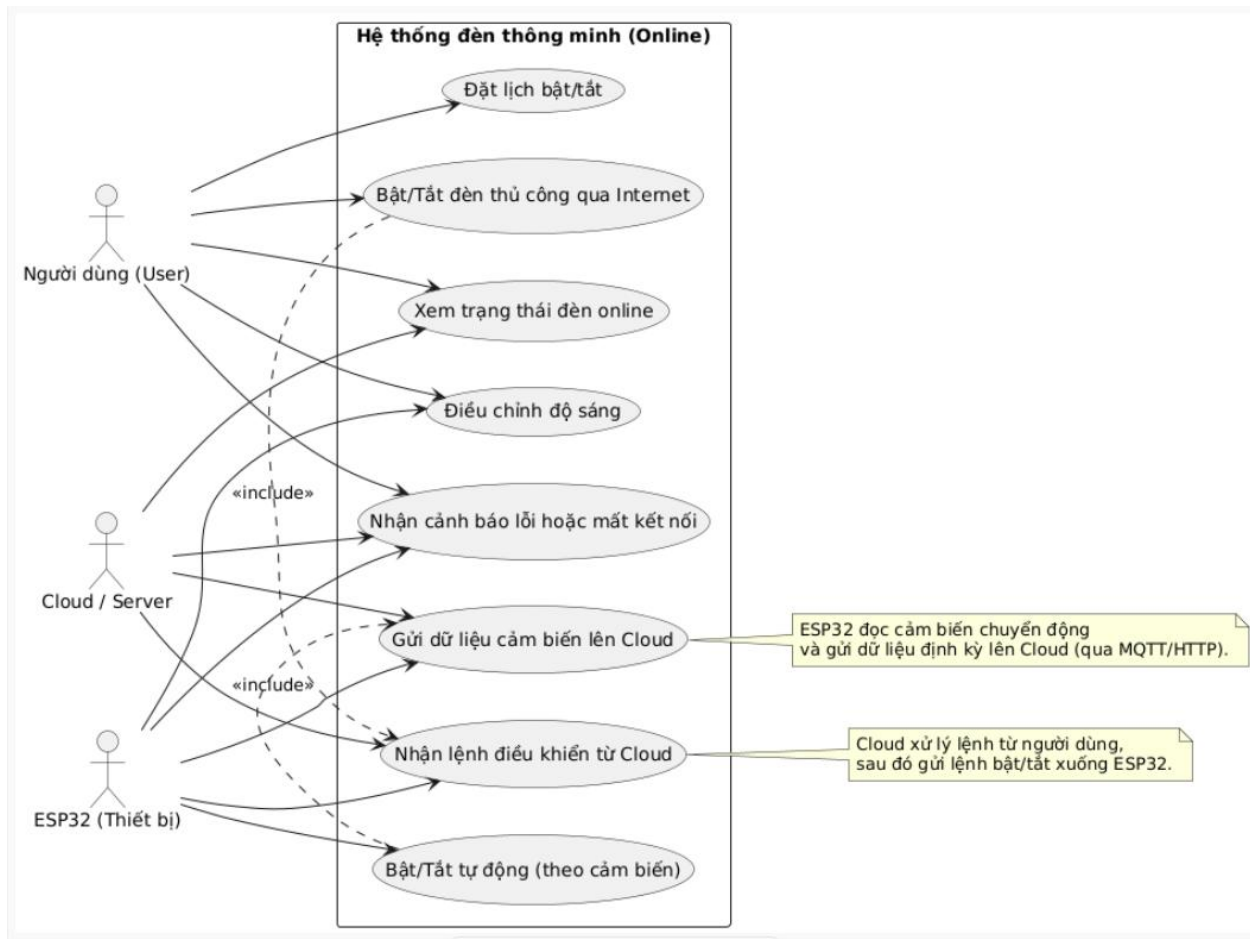 Hệ thống đèn thông minh (Online)
Đặt lịch bật/tắt
Bật/Tắt đèn thủ công qua Internet
Người dùng (User)
Xem trạng thái đèn online
Điều chỉnh độ sáng
«include»
Nhận cảnh báo lỗi hoặc mất kết nối
Cloud / Server
Gửi dữ liệu cảm biến lên Cloud
ESP32 đọc cảm biến chuyển động
và gửi dữ liệu định kỳ lên Cloud (qua MQTT/HTTP).
«include»
Nhận lệnh điều khiển từ Cloud
Cloud xử lý lệnh từ người dùng,
sau đó gửi lệnh bật/tắt xuống ESP32.
ESP32 (Thiết bị)
Bật/Tắt tự động (theo cảm biến)